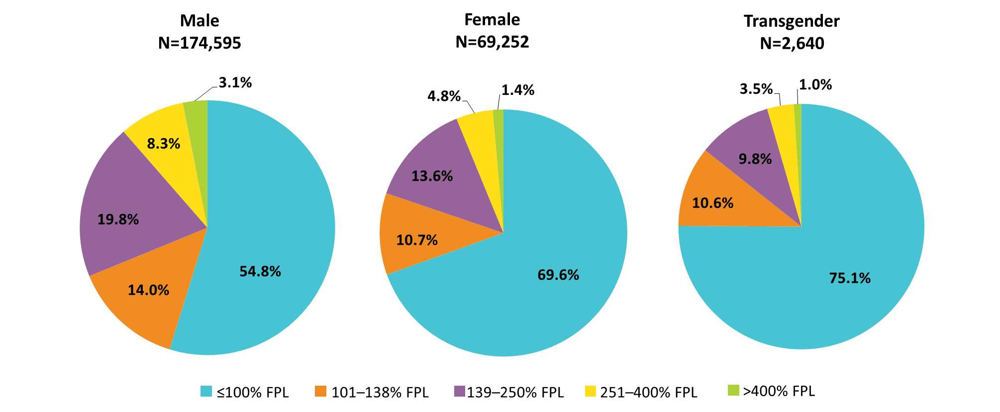 Male
N=174,595
3.1%
8.3%
19.8%
14.0%
54.8%
Female
N=69,252
4.8%
1.4%
13.6%
10.7%
69.6%
Transgender
N=2,640
3.5%
1.0%
9.8%
10.6%
75.1%
≤100% FPL
101–138% FPL
139–250% FPL
251–400% FPL
>400% FPL